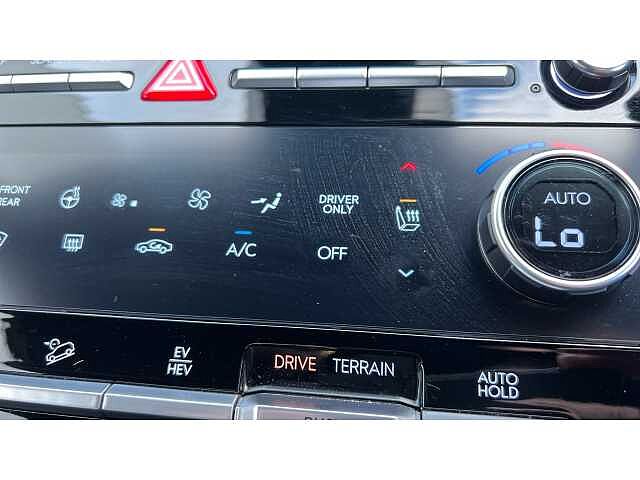 FRONT
REAR
DRIVER
ONLY
AUTO
Lo
A/C
OFF
EV
HEV
DRIVE TERRAIN
AUTO
HOLD